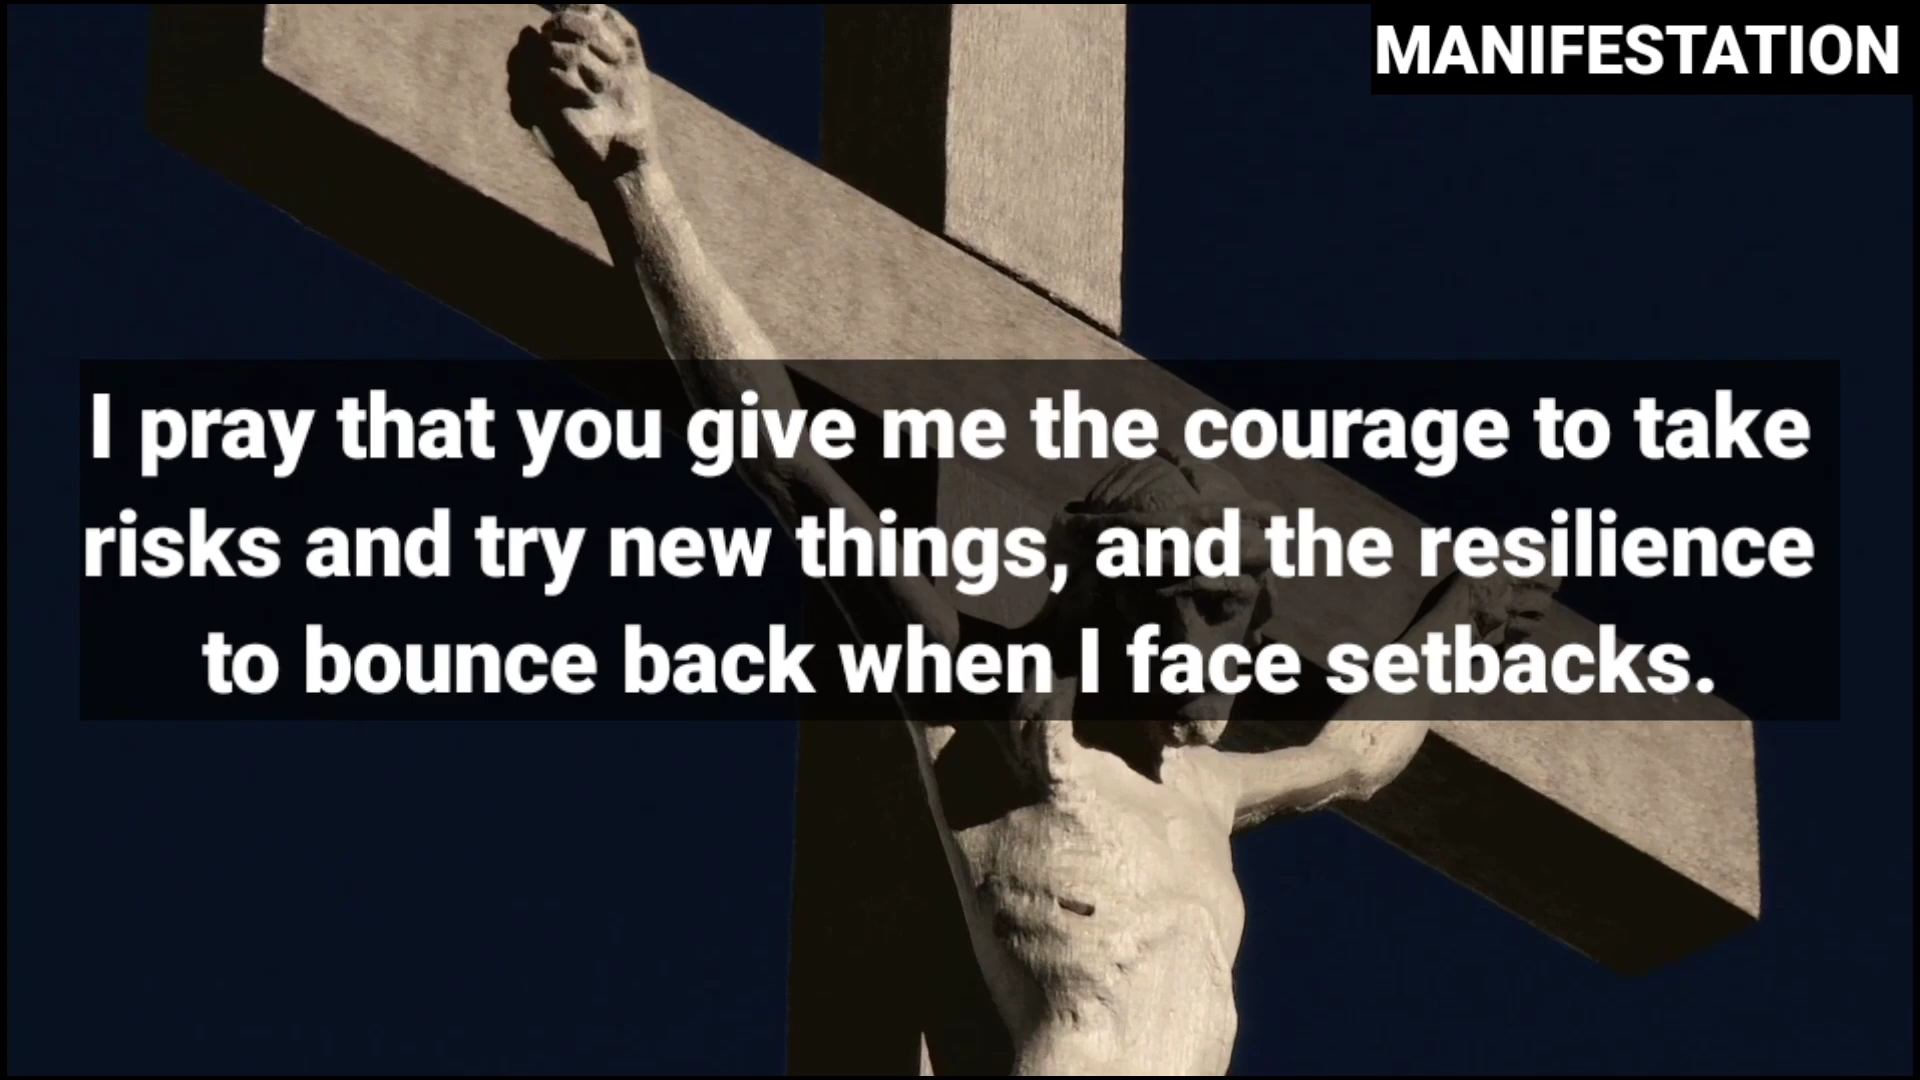 MANIFESTATION
I pray that you give me the courage to take
risks and try new things, and the resilience
to bounce back when I face setbacks.